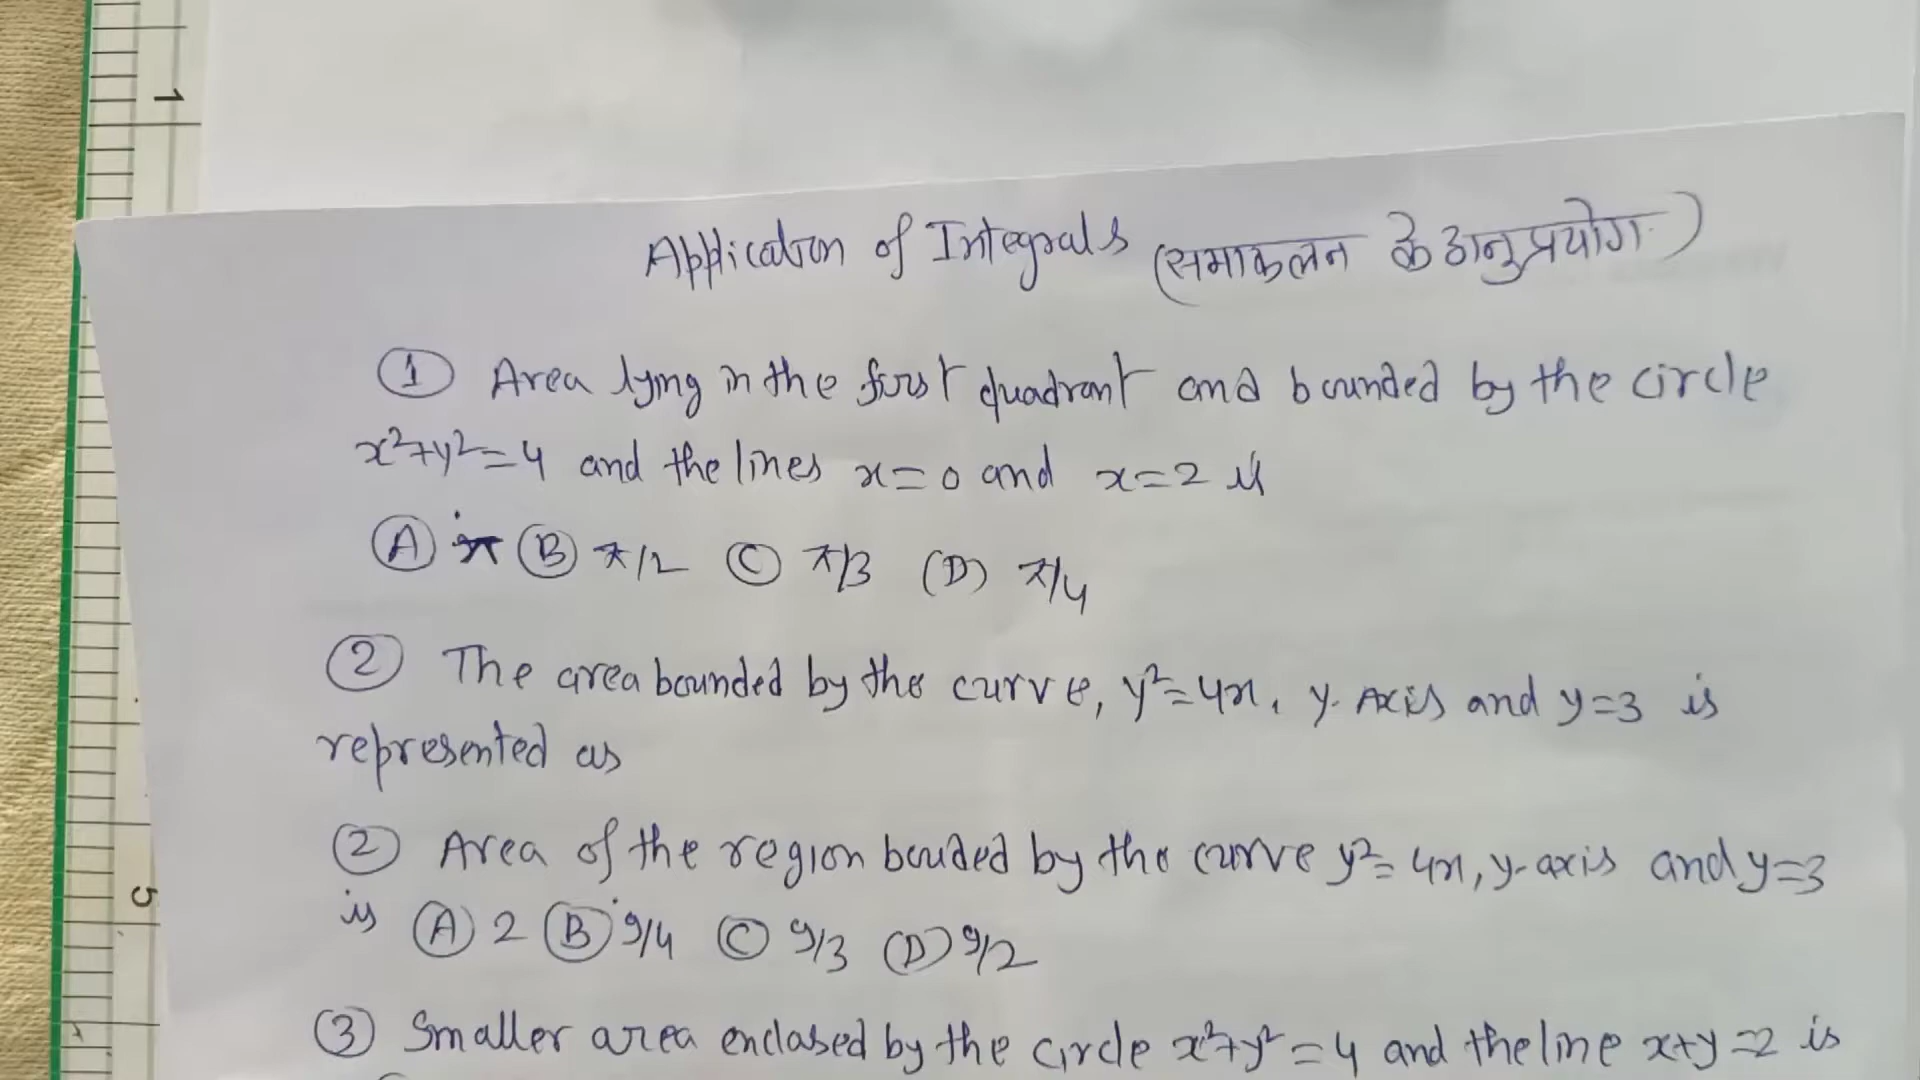 1
Application of Integrals (समाकलन के अनुप्रयोग)
① Area lying in the first quadrant and bounded by the circle
x²+y²=4 and the lines x=0 and x=2 is
Ⓐ π Ⓑ π/2 Ⓒ π/3 (D) π/4
② The area bounded by the curve, y²=4x, y-axis and y=3 is
represented as
② Area of the region bouded by the curve y²=4x, y-axis and y=3
5
is Ⓐ 2 Ⓑ 9/4 Ⓒ 9/3 (D) 9/2
③ Smaller area enclosed by the circle x²+y²=4 and the line x+y=2 is